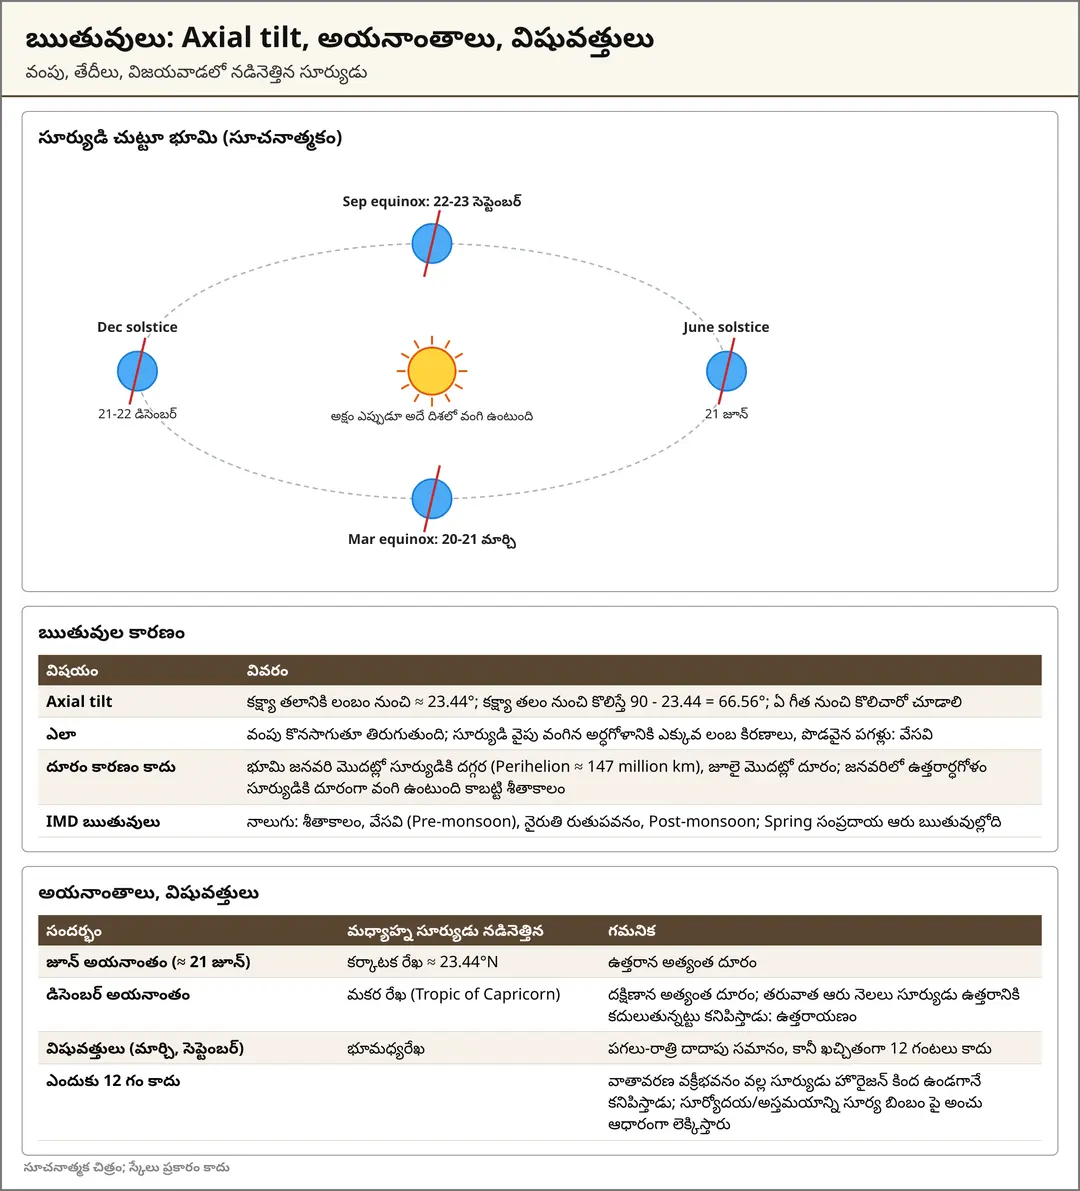 ఋతువులు: Axial tilt, అయనాంతాలు, విషువత్తులు
వంపు, తేదీలు, విజయవాడలో నడినెత్తిన సూర్యుడు
సూర్యుడి చుట్టూ భూమి (సూచనాత్మకం)
Sep equinox: 22-23 సెప్టెంబర్
Dec solstice
June solstice
21-22 డిసెంబర్
అక్షం ఎప్పుడూ అదే దిశలో వంగి ఉంటుంది
21 జూన్
Mar equinox: 20-21 మార్చి
ఋతువుల కారణం
విషయం వివరం
Axial tilt కక్ష్యా తలానికి లంబం నుంచి ≈ 23.44°; కక్ష్యా తలం నుంచి కొలిస్తే 90 - 23.44 = 66.56°; ఏ గీత నుంచి కొలిచారో చూడాలి
ఎలా వంపు కొనసాగుతూ తిరుగుతుంది; సూర్యుడి వైపు వంగిన అర్ధగోళానికి ఎక్కువ లంబ కిరణాలు, పొడవైన పగళ్లు: వేసవి
దూరం కారణం కాదు భూమి జనవరి మొదట్లో సూర్యుడికి దగ్గర (Perihelion ≈ 147 million km), జూలై మొదట్లో దూరం; జనవరిలో ఉత్తరార్ధగోళం
సూర్యుడికి దూరంగా వంగి ఉంటుంది కాబట్టి శీతాకాలం
IMD ఋతువులు నాలుగు: శీతాకాలం, వేసవి (Pre-monsoon), నైరుతి రుతుపవనం, Post-monsoon; Spring సంప్రదాయ ఆరు ఋతువుల్లోది
అయనాంతాలు, విషువత్తులు
సందర్భం మధ్యాహ్న సూర్యుడు నడినెత్తిన గమనిక
జూన్ అయనాంతం (≈ 21 జూన్) కర్కాటక రేఖ ≈ 23.44°N ఉత్తరాన అత్యంత దూరం
డిసెంబర్ అయనాంతం మకర రేఖ (Tropic of Capricorn) దక్షిణాన అత్యంత దూరం; తరువాత ఆరు నెలలు సూర్యుడు ఉత్తరానికి
కదులుతున్నట్టు కనిపిస్తాడు: ఉత్తరాయణం
విషువత్తులు (మార్చి, సెప్టెంబర్) భూమధ్యరేఖ పగలు-రాత్రి దాదాపు సమానం, కానీ ఖచ్చితంగా 12 గంటలు కాదు
ఎందుకు 12 గం కాదు వాతావరణ వక్రీభవనం వల్ల సూర్యుడు హొరైజన్ కింద ఉండగానే
కనిపిస్తాడు; సూర్యోదయ/అస్తమయాన్ని సూర్య బింబం పై అంచు
ఆధారంగా లెక్కిస్తారు
సూచనాత్మక చిత్రం; స్కేలు ప్రకారం కాదు